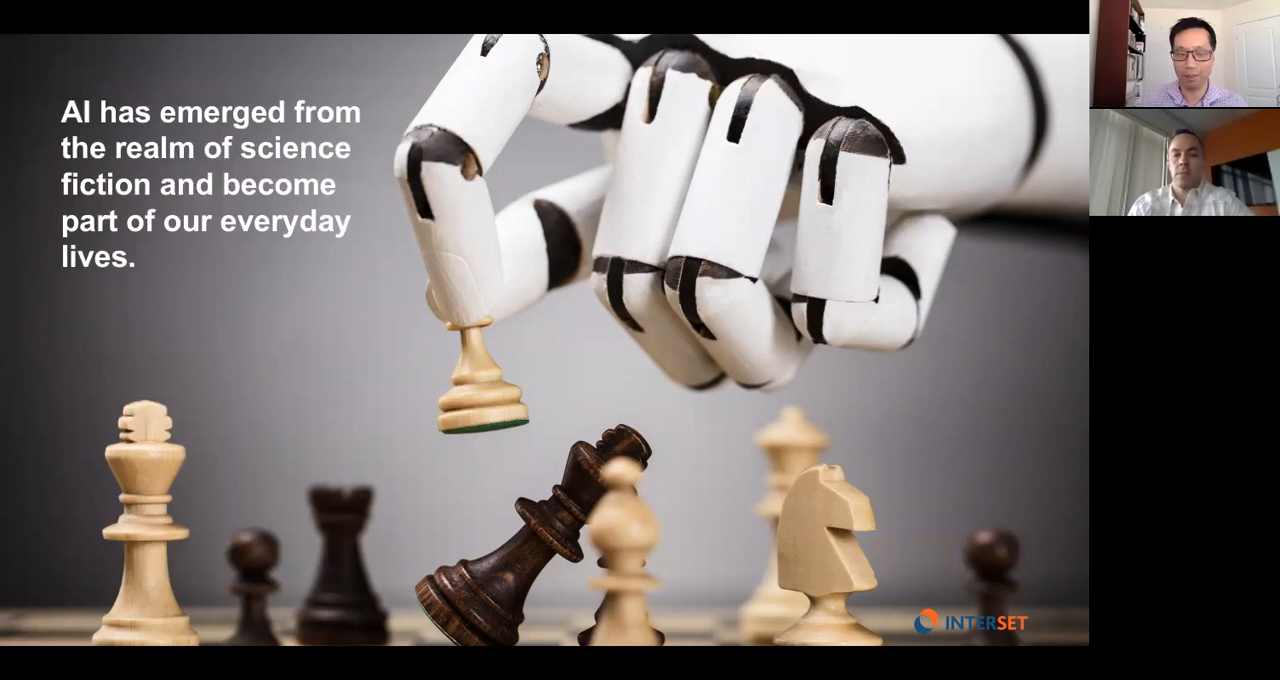 AI has emerged from
the realm of science
fiction and become
part of our everyday
lives.
INTERSET